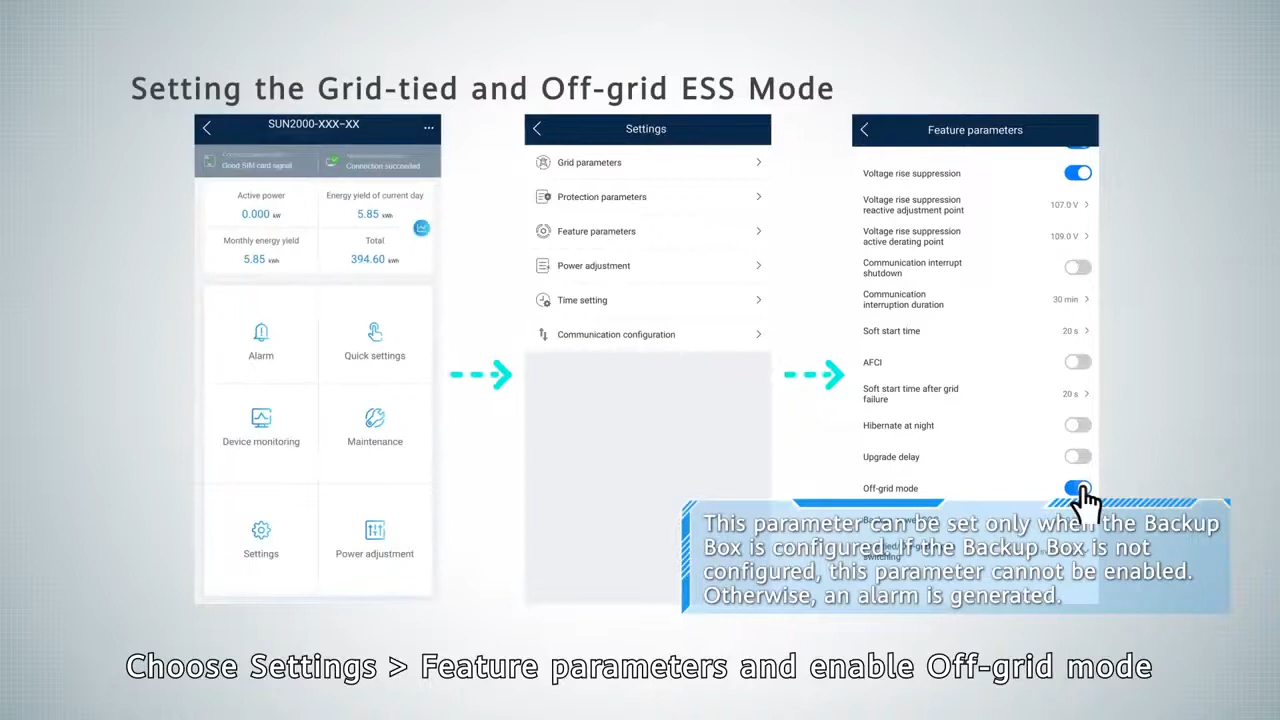 Setting the Grid-tied and Off-grid ESS Mode
SUN2000-XXX-XX
...
Good SIM card signal
Connection succeeded
Active power
0.000 kW
Energy yield of current day
5.85 kWh
Monthly energy yield
5.85 kWh
Total
394.60 kWh
Alarm
Quick settings
Device monitoring
Maintenance
Settings
Power adjustment
Settings
Grid parameters
Protection parameters
Feature parameters
Power adjustment
Time setting
Communication configuration
Feature parameters
Voltage rise suppression
Voltage rise suppression
reactive adjustment point
107.0 V
Voltage rise suppression
active derating point
109.0 V
Communication interrupt
shutdown
Communication
interruption duration
30 min
Soft start time
20 s
AFCI
Soft start time after grid
failure
20 s
Hibernate at night
Upgrade delay
Off-grid mode
This parameter can be set only when the Backup
Box is configured. If the Backup Box is not
configured, this parameter cannot be enabled.
Otherwise, an alarm is generated.
switching
Choose Settings > Feature parameters and enable Off-grid mode